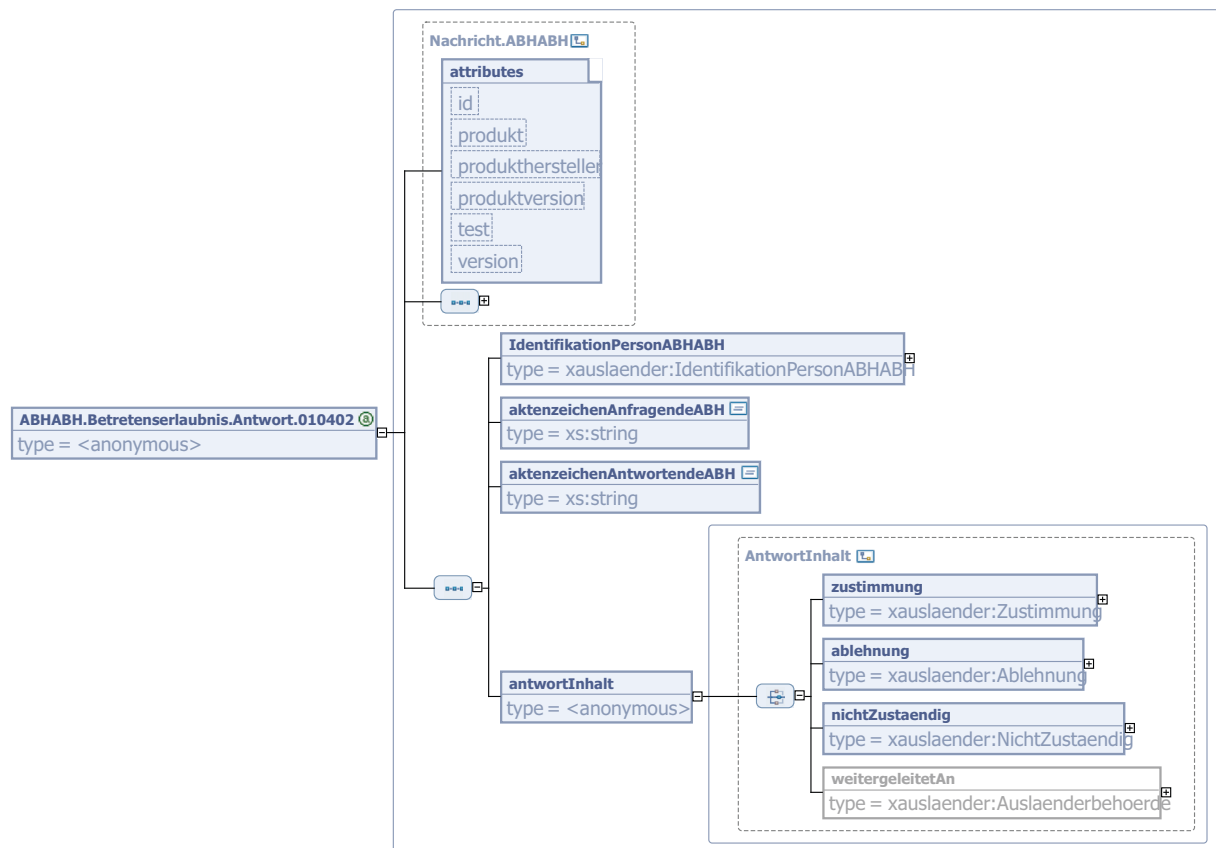 Nachricht.ABHABH
attributes
id
produkt
produkthersteller
produktversion
test
version
IdentifikationPersonABHABH
type = xauslaender:IdentifikationPersonABHABH
ABHABH.Betretenserlaubnis.Antwort.010402
type = <anonymous>
aktenzeichenAnfragendeABH
type = xs:string
aktenzeichenAntwortendeABH
type = xs:string
AntwortInhalt
zustimmung
type = xauslaender:Zustimmung
ablehnung
type = xauslaender:Ablehnung
antwortInhalt
type = <anonymous>
nichtZustaendig
type = xauslaender:NichtZustaendig
weitergeleitetAn
type = xauslaender:Auslaenderbehoerde